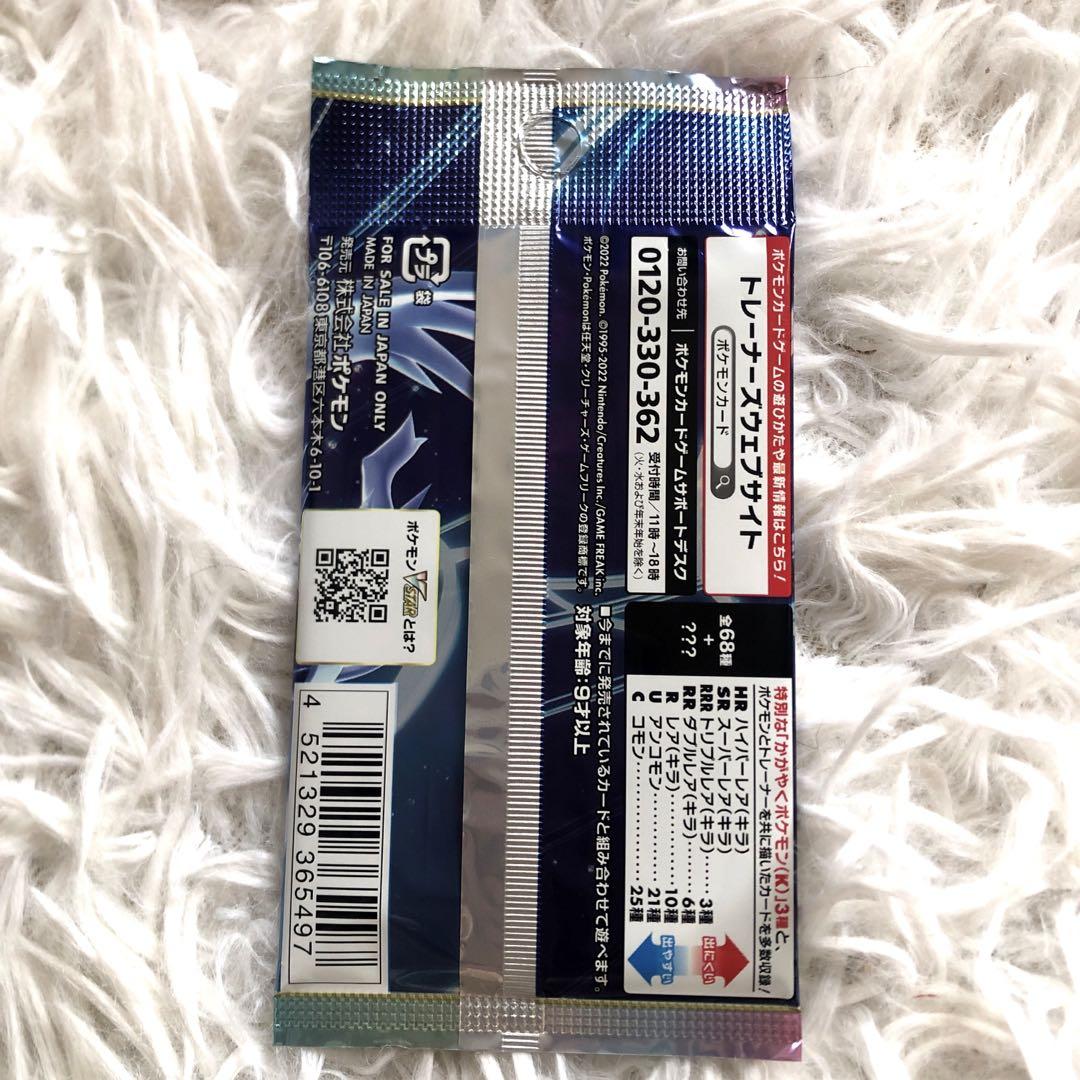 ポケモンカードゲームの遊びかたや最新情報はこちら!
トレーナーズウェブサイト
ポケモンカード
お問い合わせ先 ポケモンカードゲームサポートデスク
0120-330-362 受付時間/11時~18時
(火・水および年末年始を除く)
©2022 Pokémon. ©1995-2022 Nintendo/Creatures Inc./GAME FREAK inc.
ポケモン・Pokémonは任天堂・クリーチャーズ・ゲームフリークの登録商標です。
特別な「かがやくポケモン(K)」3種と、
ポケモンとトレーナーを共に描いたカードを多数収録!
全68種
+
???
HR ハイパーレア(キラ)
SR スーパーレア(キラ)
RRR トリプルレア(キラ)‥‥3種
RR ダブルレア(キラ)‥‥6種
R レア(キラ)‥‥‥‥10種
U アンコモン‥‥‥‥21種
C コモン‥‥‥‥‥‥25種
出にくい
出やすい
■今までに発売されているカードと組み合わせて遊べます。
対象年齢:9才以上
プラ
袋
FOR SALE IN JAPAN ONLY
MADE IN JAPAN
発売元 株式会社ポケモン
〒106-6108 東京都港区六本木6-10-1
ポケモンVSTARとは?
4 521329 365497